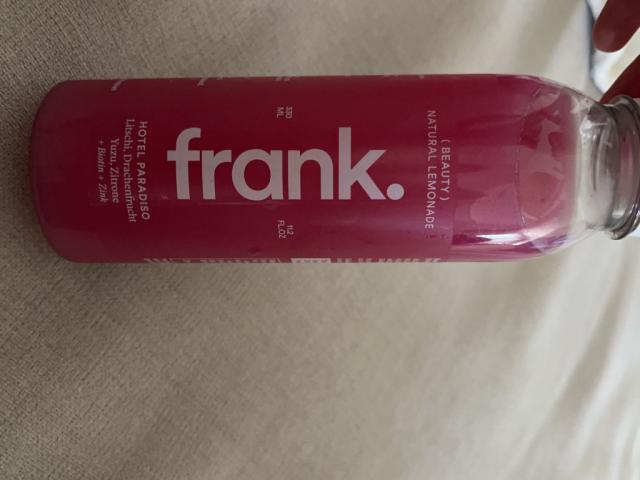 (BEAUTY)
NATURAL LEMONADE
330
ML
frank.
11.2
FL.OZ
HOTEL PARADISO
Litschi, Drachenfrucht
Yuzu, Zitrone
+ Biotin + Zink